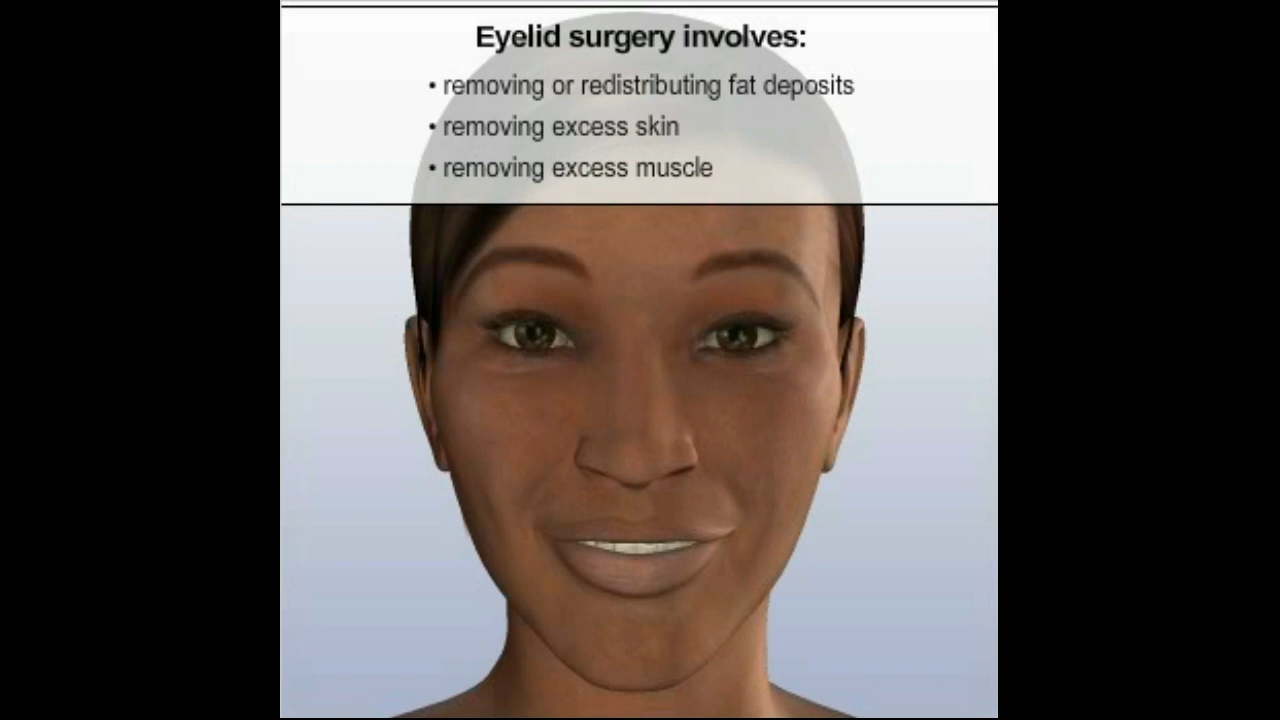 Eyelid surgery involves:
• removing or redistributing fat deposits
• removing excess skin
• removing excess muscle